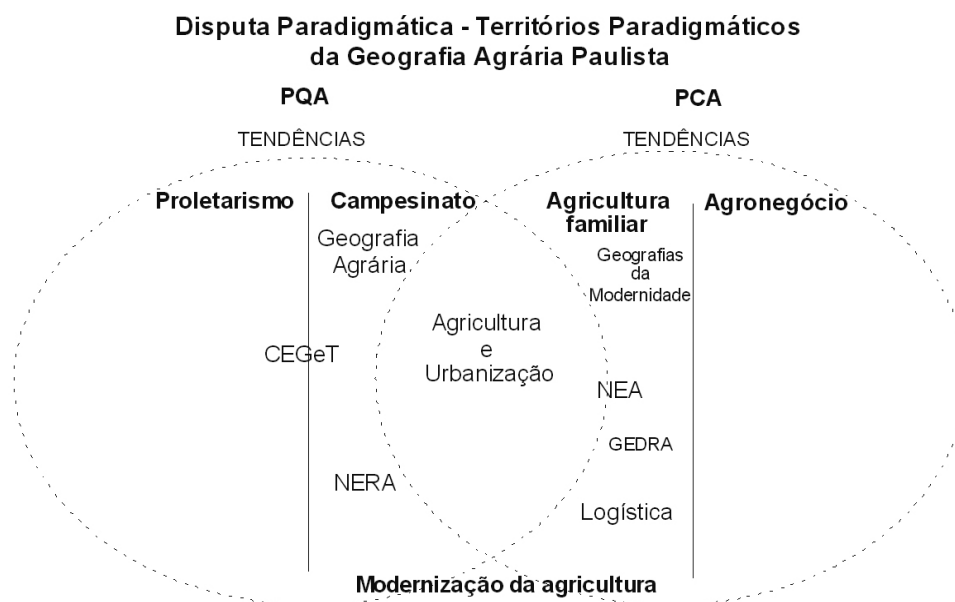 Disputa Paradigmática - Territórios Paradigmáticos
da Geografia Agrária Paulista
PQA
PCA
TENDÊNCIAS
TENDÊNCIAS
Proletarismo
Campesinato
Agricultura
familiar
Agronegócio
Geografia
Agrária
Geografias
da
Modernidade
Agricultura
e
Urbanização
CEGeT
NEA
GEDRA
NERA
Logística
Modernização da agricultura